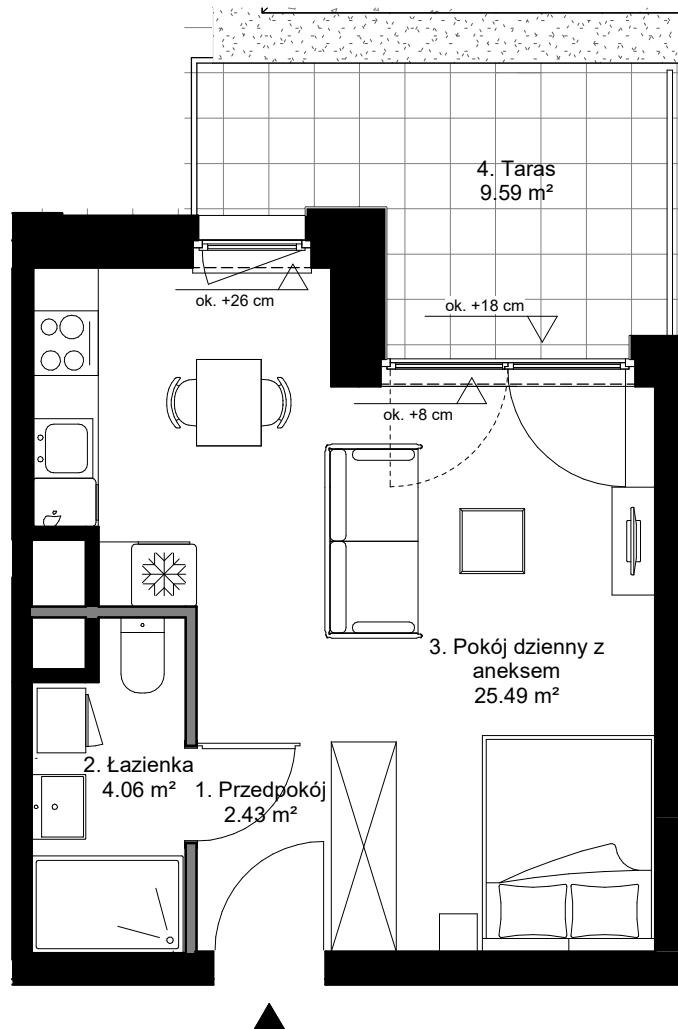 4. Taras
9.59 m²
ok. +26 cm
ok. +18 cm
ok. +8 cm
3. Pokój dzienny z
aneksem
25.49 m²
2. Łazienka
4.06 m²
1. Przedpokój
2.43 m²